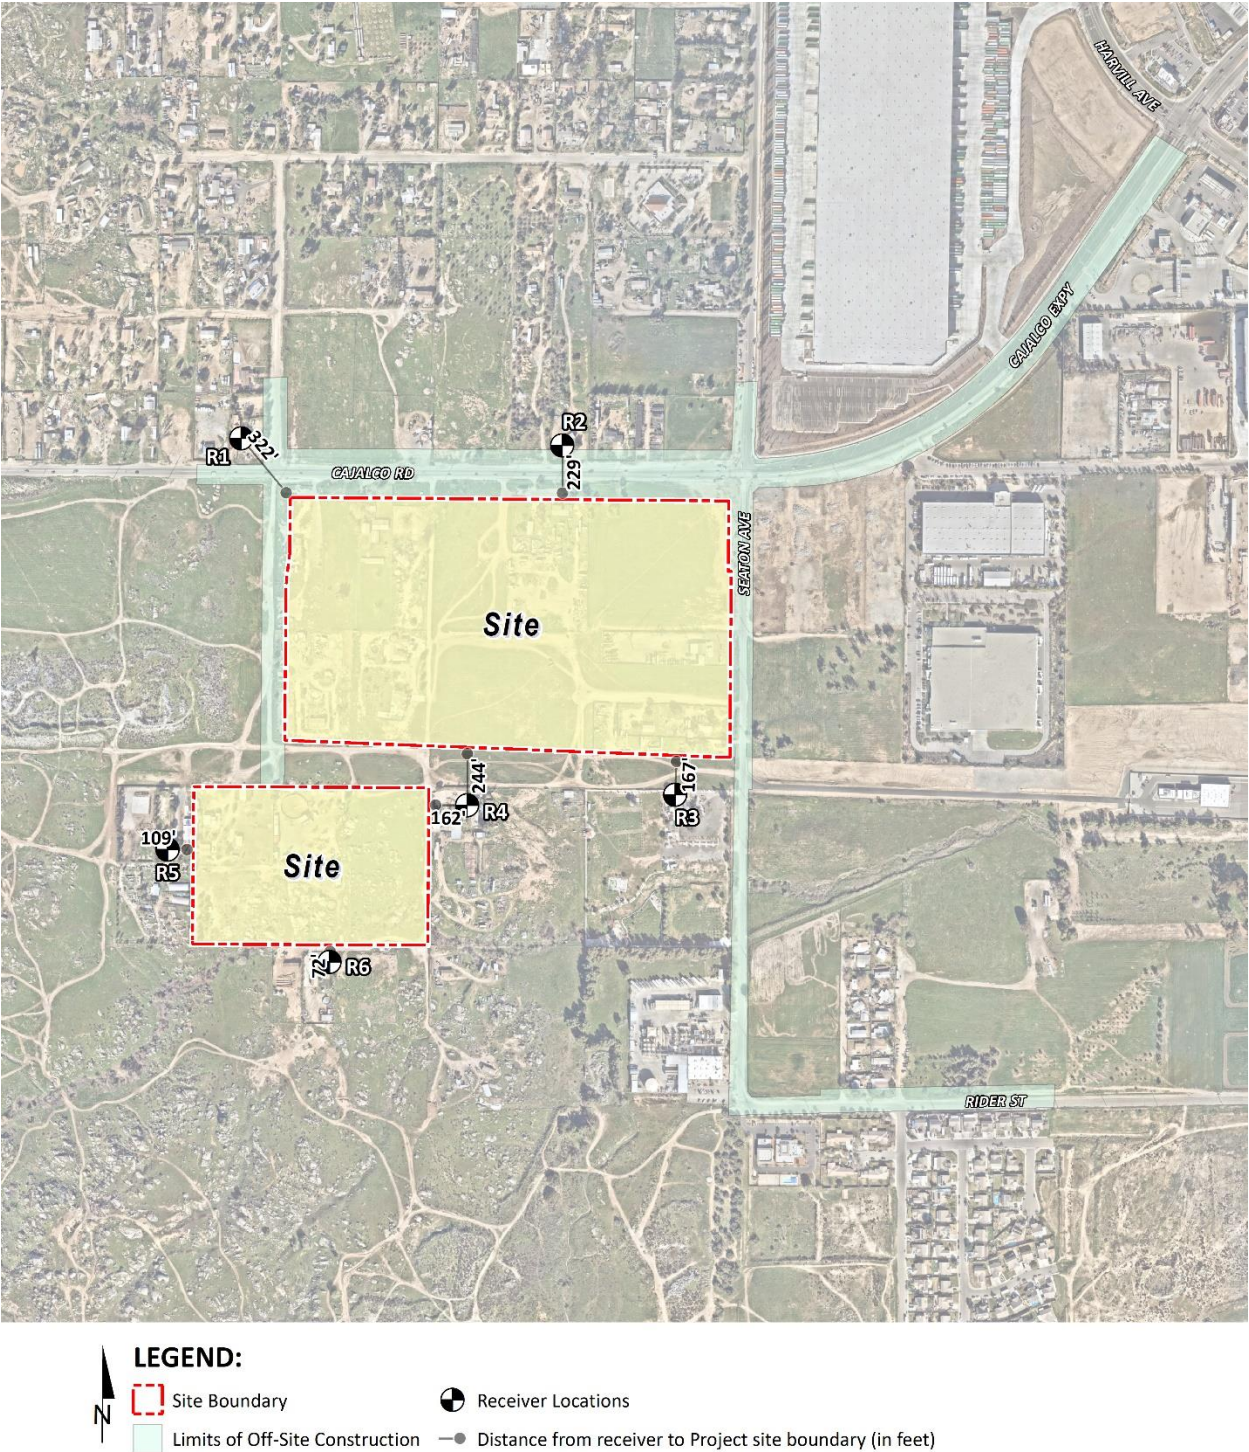 HARVILL AVE
CAJALCO EXPY
R2
322'
R1
229'
CAJALCO RD
SEATON AVE
Site
244'
167'
162'
R4
R3
109'
R5
Site
72'
R6
RIDER ST
LEGEND:
N
Site Boundary
Receiver Locations
Limits of Off-Site Construction
Distance from receiver to Project site boundary (in feet)